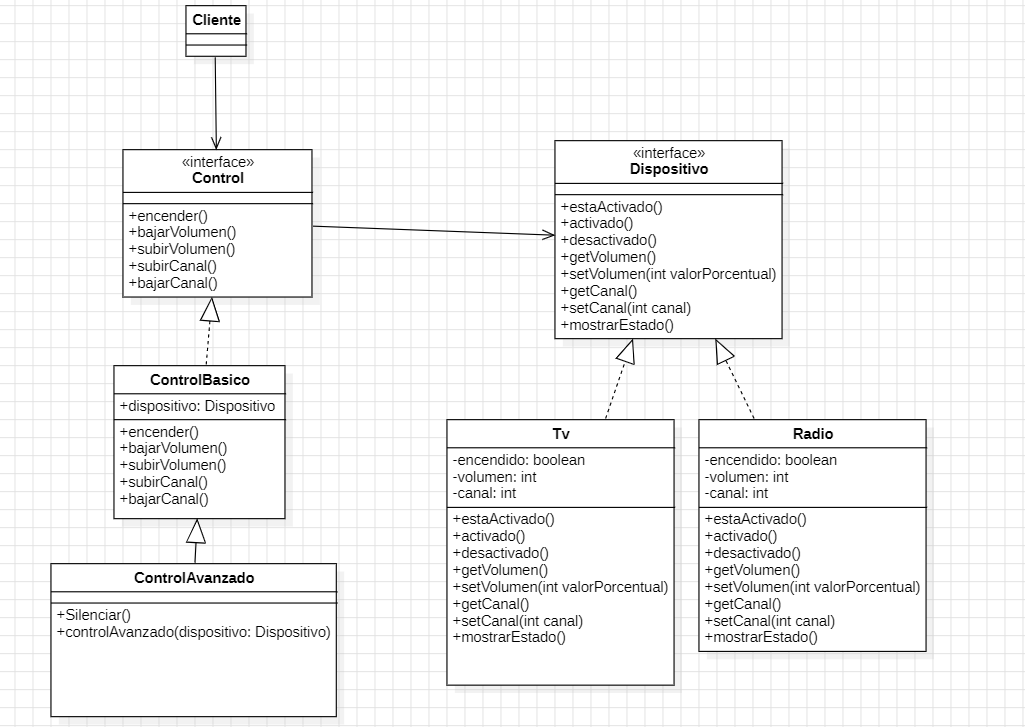 Cliente
«interface»
Control
+encender()
+bajarVolumen()
+subirVolumen()
+subirCanal()
+bajarCanal()
«interface»
Dispositivo
+estaActivado()
+activado()
+desactivado()
+getVolumen()
+setVolumen(int valorPorcentual)
+getCanal()
+setCanal(int canal)
+mostrarEstado()
ControlBasico
+dispositivo: Dispositivo
+encender()
+bajarVolumen()
+subirVolumen()
+subirCanal()
+bajarCanal()
ControlAvanzado
+Silenciar()
+controlAvanzado(dispositivo: Dispositivo)
Tv
-encendido: boolean
-volumen: int
-canal: int
+estaActivado()
+activado()
+desactivado()
+getVolumen()
+setVolumen(int valorPorcentual)
+getCanal()
+setCanal(int canal)
+mostrarEstado()
Radio
-encendido: boolean
-volumen: int
-canal: int
+estaActivado()
+activado()
+desactivado()
+getVolumen()
+setVolumen(int valorPorcentual)
+getCanal()
+setCanal(int canal)
+mostrarEstado()